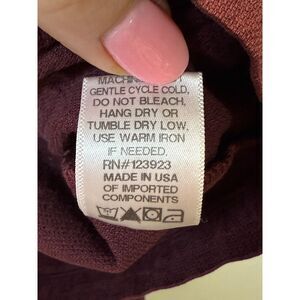 MACHINE
GENTLE CYCLE COLD,
DO NOT BLEACH,
HANG DRY OR
TUMBLE DRY LOW,
USE WARM IRON
IF NEEDED.
RN#123923
MADE IN USA
OF IMPORTED
COMPONENTS